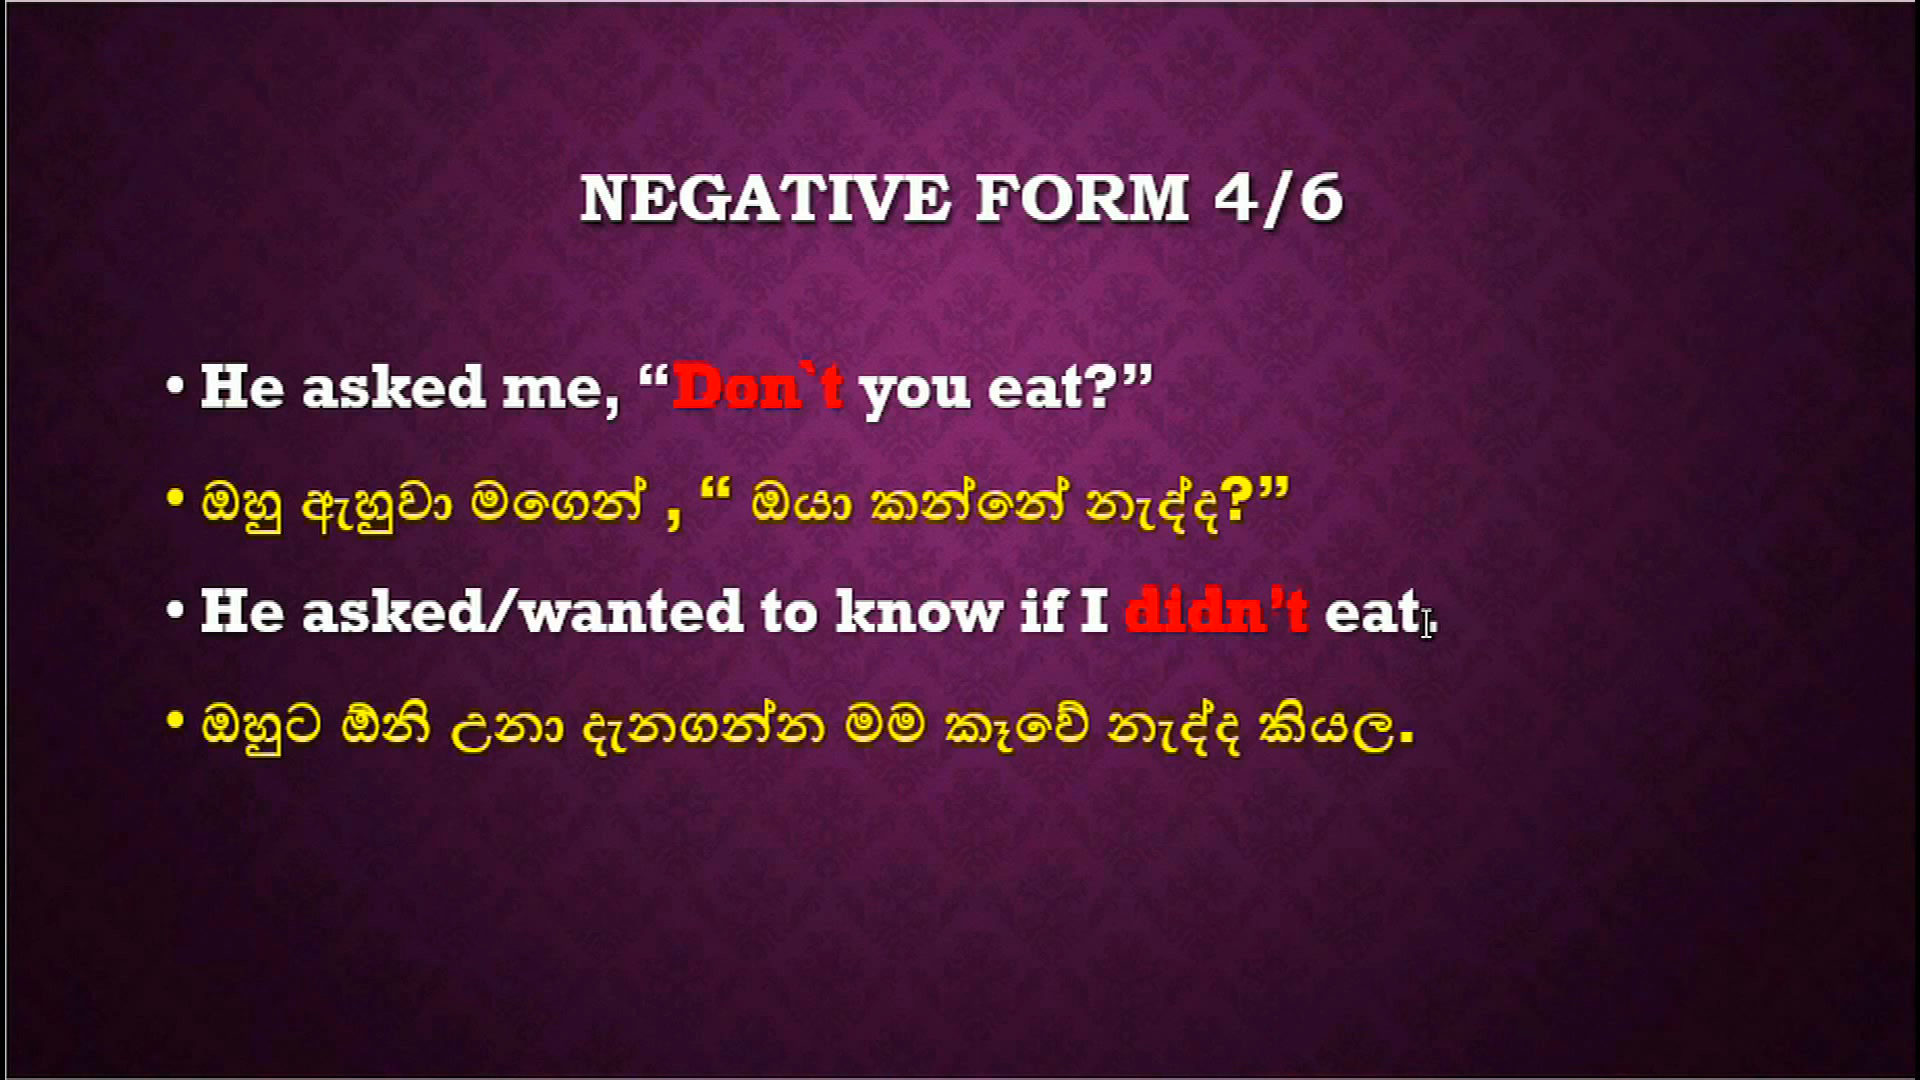 NEGATIVE FORM 4/6
• He asked me, “Don`t you eat?”
• ඔහු ඇහුවා මගෙන් , “ ඔයා කන්නේ නැද්ද?”
• He asked/wanted to know if I didn't eat.
• ඔහුට ඕනි උනා දැනගන්න මම කෑවේ නැද්ද කියල.